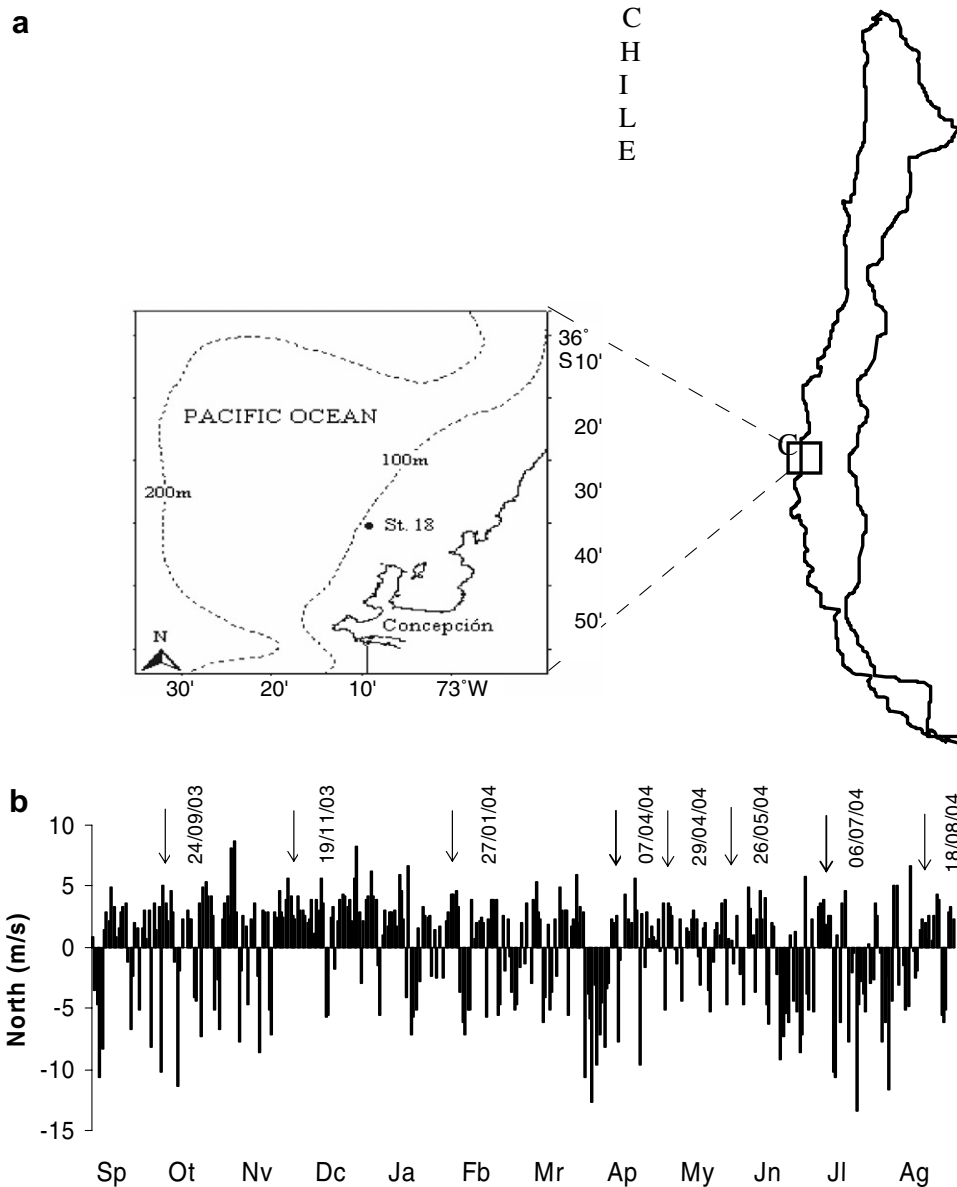 a
C
H
I
L
E
36°
S10'
PACIFIC OCEAN
20'
C
100m
200m
30'
St. 18
40'
50'
Concepción
N
30' 20' 10' 73°W
b
24/09/03 19/11/03 27/01/04 07/04/04 29/04/04 26/05/04 06/07/04 18/08/04
10
5
0
-5
-10
-15
North (m/s)
Sp Ot Nv Dc Ja Fb Mr Ap My Jn Jl Ag